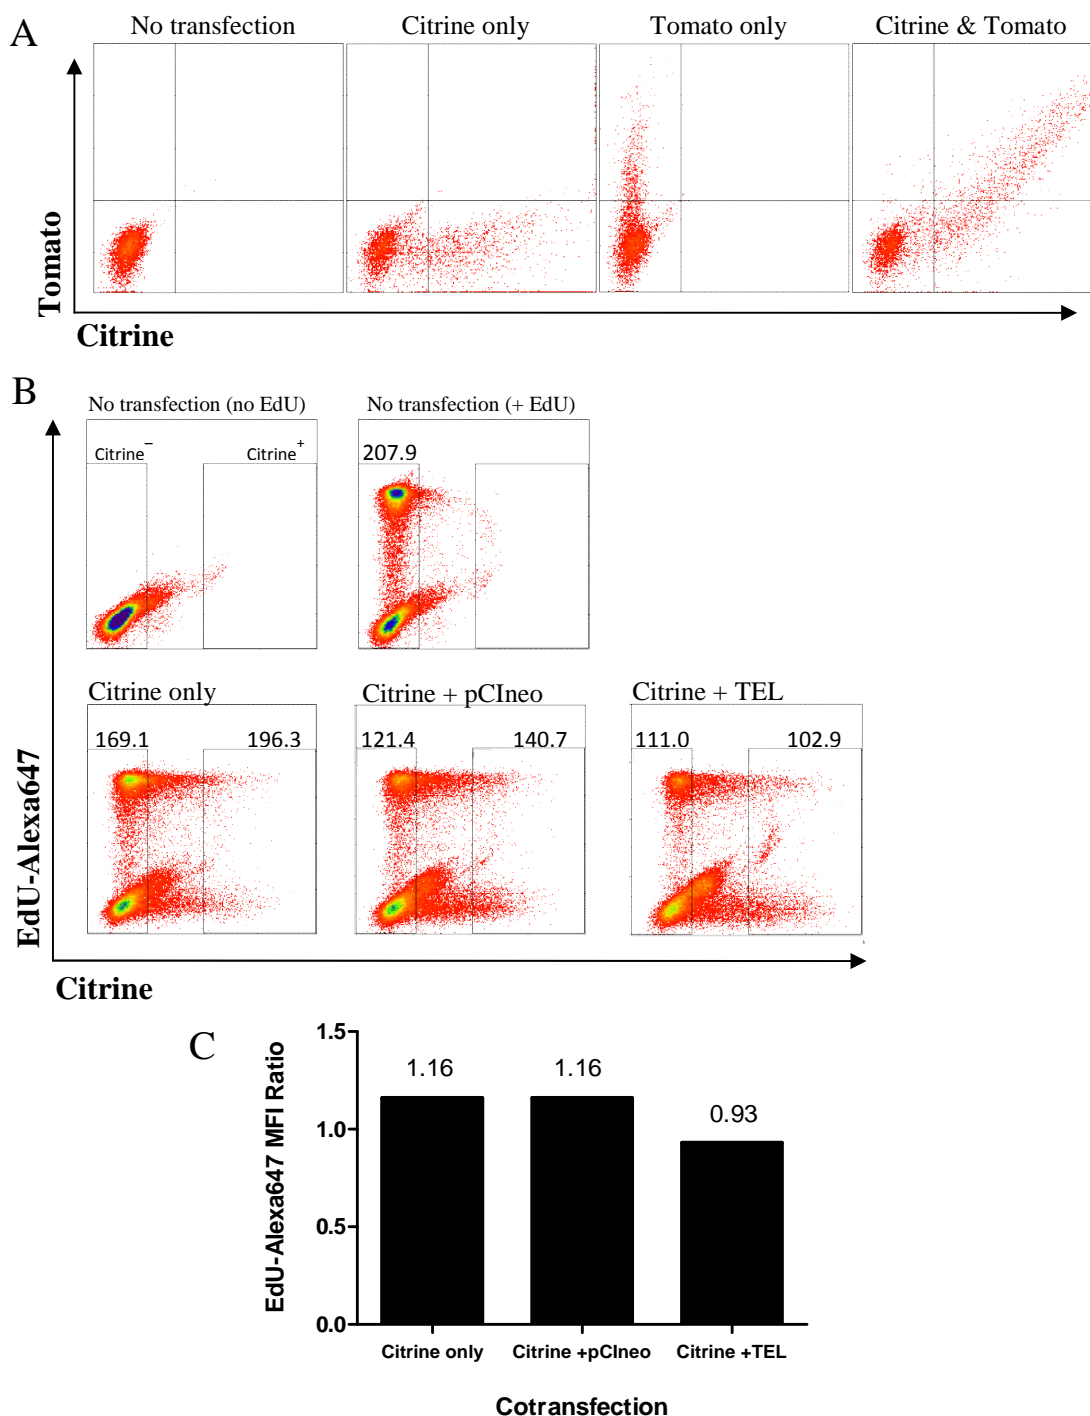 A
No transfection
Citrine only
Tomato only
Citrine & Tomato
Tomato
Citrine
B
No transfection (no EdU)
No transfection (+ EdU)
Citrine⁻
Citrine⁺
207.9
Citrine only
Citrine + pCIneo
Citrine + TEL
169.1
196.3
121.4
140.7
111.0
102.9
EdU-Alexa647
Citrine
C
EdU-Alexa647 MFI Ratio
1.5
1.0
0.5
0.0
1.16
1.16
0.93
Citrine only
Citrine +pCIneo
Citrine +TEL
Cotransfection